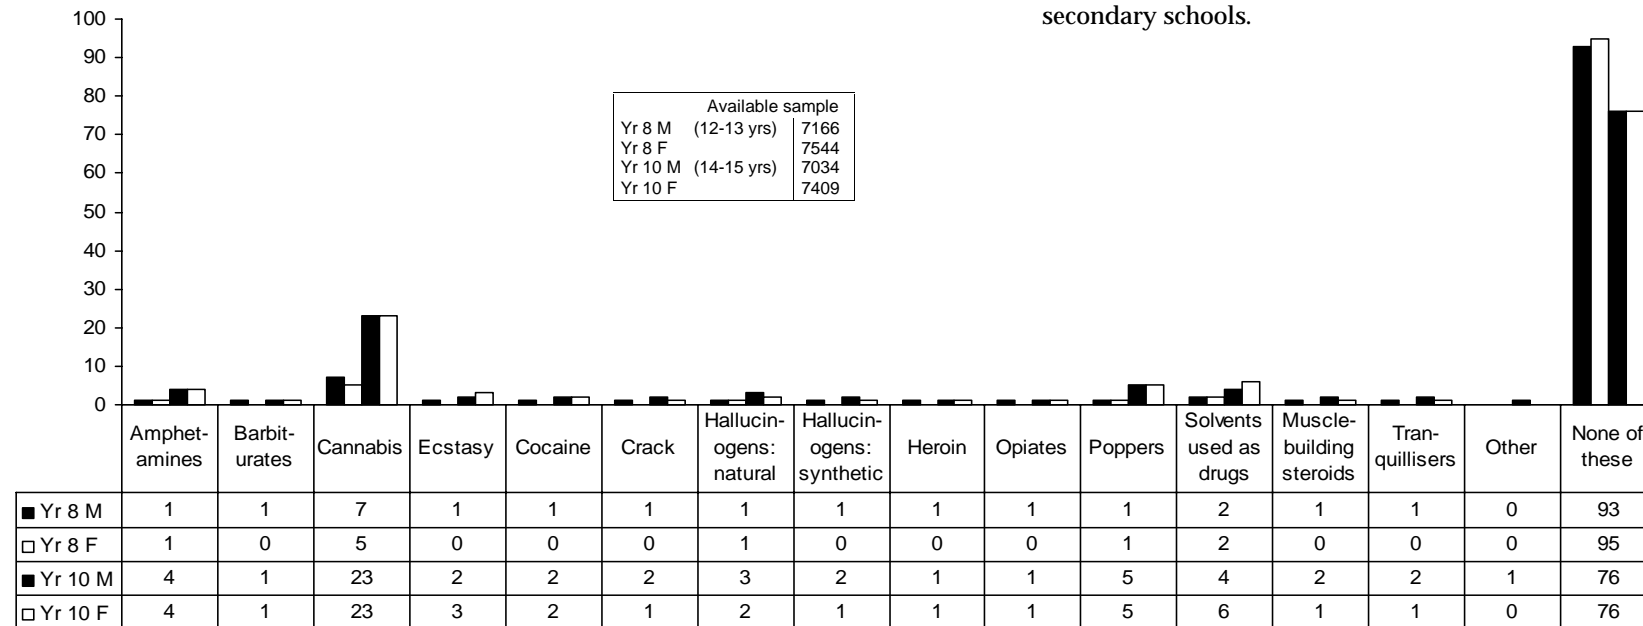 secondary schools.
100
90
80
70
60
50
40
30
20
10
0
Available sample
Yr 8 M (12-13 yrs) 7166
Yr 8 F 7544
Yr 10 M (14-15 yrs) 7034
Yr 10 F 7409
Amphet-
amines
Barbit-
urates
Cannabis
Ecstasy
Cocaine
Crack
Hallucin-
ogens:
natural
Hallucin-
ogens:
synthetic
Heroin
Opiates
Poppers
Solvents
used as
drugs
Muscle-
building
steroids
Tran-
quillisers
Other
None of
these
Yr 8 M 1 1 7 1 1 1 1 1 1 1 1 2 1 1 0 93
Yr 8 F 1 0 5 0 0 0 1 0 0 0 1 2 0 0 0 95
Yr 10 M 4 1 23 2 2 2 3 2 1 1 5 4 2 2 1 76
Yr 10 F 4 1 23 3 2 1 2 1 1 1 5 6 1 1 0 76